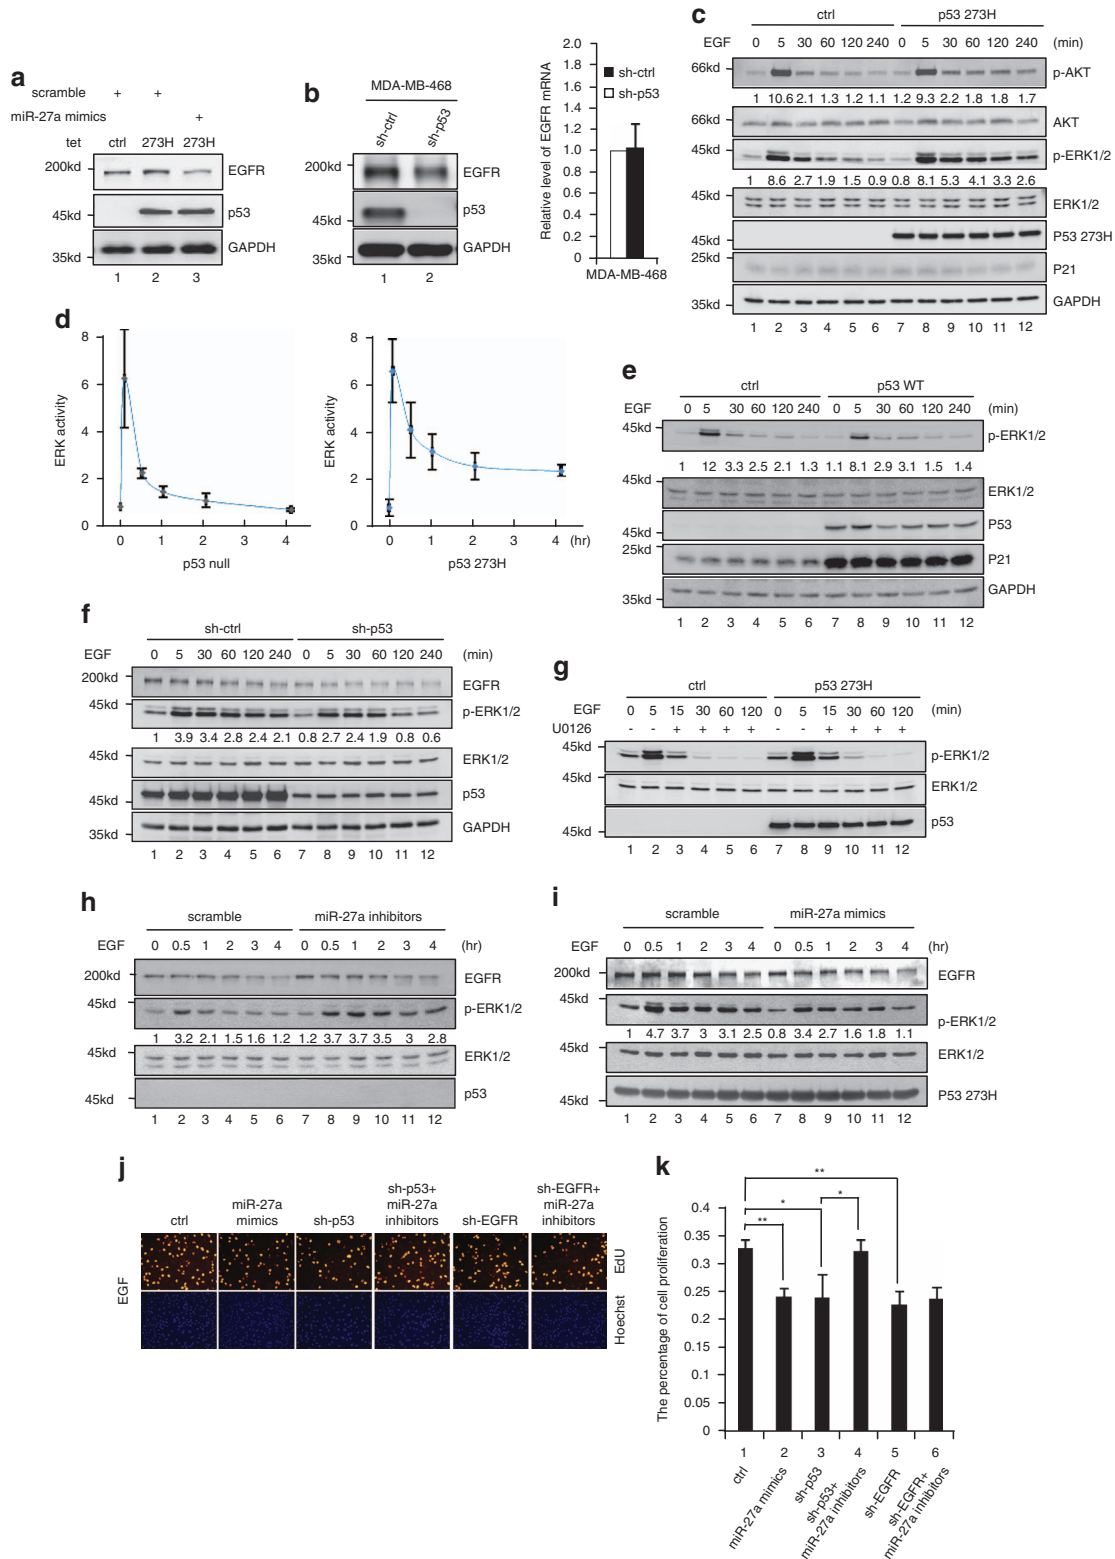 a
scramble + +
miR-27a mimics +
tet ctrl 273H 273H
200kd EGFR
45kd p53
35kd GAPDH
1 2 3
b
MDA-MB-468
sh-ctrl sh-p53
200kd EGFR
45kd p53
35kd GAPDH
1 2
Relative level of EGFR mRNA
2.0
1.8
1.6
1.4
1.2
1.0
0.8
0.6
0.4
0.2
0
sh-ctrl
sh-p53
MDA-MB-468
c
ctrl p53 273H
EGF 0 5 30 60 120 240 0 5 30 60 120 240 (min)
66kd p-AKT
1 10.6 2.1 1.3 1.2 1.1 1.2 9.3 2.2 1.8 1.8 1.7
66kd AKT
45kd p-ERK1/2
1 8.6 2.7 1.9 1.5 0.9 0.8 8.1 5.3 4.1 3.3 2.6
ERK1/2
45kd P53 273H
25kd P21
35kd GAPDH
1 2 3 4 5 6 7 8 9 10 11 12
d
ERK activity
8
6
4
2
0
0 1 2 3 4
p53 null
ERK activity
8
6
4
2
0
0 1 2 3 4 (hr)
p53 273H
e
ctrl p53 WT
EGF 0 5 30 60 120 240 0 5 30 60 120 240 (min)
45kd p-ERK1/2
1 12 3.3 2.5 2.1 1.3 1.1 8.1 2.9 3.1 1.5 1.4
45kd ERK1/2
45kd P53
25kd P21
35kd GAPDH
1 2 3 4 5 6 7 8 9 10 11 12
f
sh-ctrl sh-p53
EGF 0 5 30 60 120 240 0 5 30 60 120 240 (min)
200kd EGFR
45kd p-ERK1/2
1 3.9 3.4 2.8 2.4 2.1 0.8 2.7 2.4 1.9 0.8 0.6
45kd ERK1/2
45kd p53
35kd GAPDH
1 2 3 4 5 6 7 8 9 10 11 12
g
ctrl p53 273H
EGF 0 5 15 30 60 120 0 5 15 30 60 120 (min)
U0126 - - + + + + - - + + + +
45kd p-ERK1/2
45kd ERK1/2
45kd p53
1 2 3 4 5 6 7 8 9 10 11 12
h
scramble miR-27a inhibitors
EGF 0 0.5 1 2 3 4 0 0.5 1 2 3 4 (hr)
200kd EGFR
45kd p-ERK1/2
1 3.2 2.1 1.5 1.6 1.2 1.2 3.7 3.7 3.5 3 2.8
45kd ERK1/2
45kd p53
1 2 3 4 5 6 7 8 9 10 11 12
i
scramble miR-27a mimics
EGF 0 0.5 1 2 3 4 0 0.5 1 2 3 4 (hr)
200kd EGFR
45kd p-ERK1/2
1 4.7 3.7 3 3.1 2.5 0.8 3.4 2.7 1.6 1.8 1.1
45kd ERK1/2
45kd P53 273H
1 2 3 4 5 6 7 8 9 10 11 12
j
ctrl
miR-27a
mimics
sh-p53
sh-p53+
miR-27a
inhibitors
sh-EGFR
sh-EGFR+
miR-27a
inhibitors
EGF
EdU
Hoechst
k
The percentage of cell proliferation
0.4
0.35
0.3
0.25
0.2
0.15
0.1
0.05
0
**
*
**
*
1 2 3 4 5 6
ctrl
miR-27a mimics
sh-p53
sh-p53+
miR-27a inhibitors
sh-EGFR
sh-EGFR+
miR-27a inhibitors